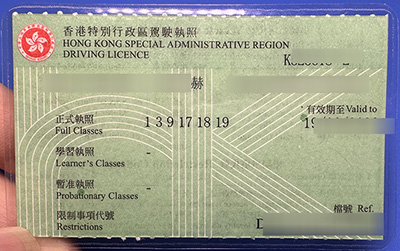 香港特別行政區駕駛執照
HONG KONG SPECIAL ADMINISTRATIVE REGION
DRIVING LICENCE
赫
正式執照
Full Classes
1 3 9 17 18 19
有效期至 Valid to
學習執照
Learner's Classes
-
暫准執照
Probationary Classes
-
限制事項代號
Restrictions
檔號 Ref.